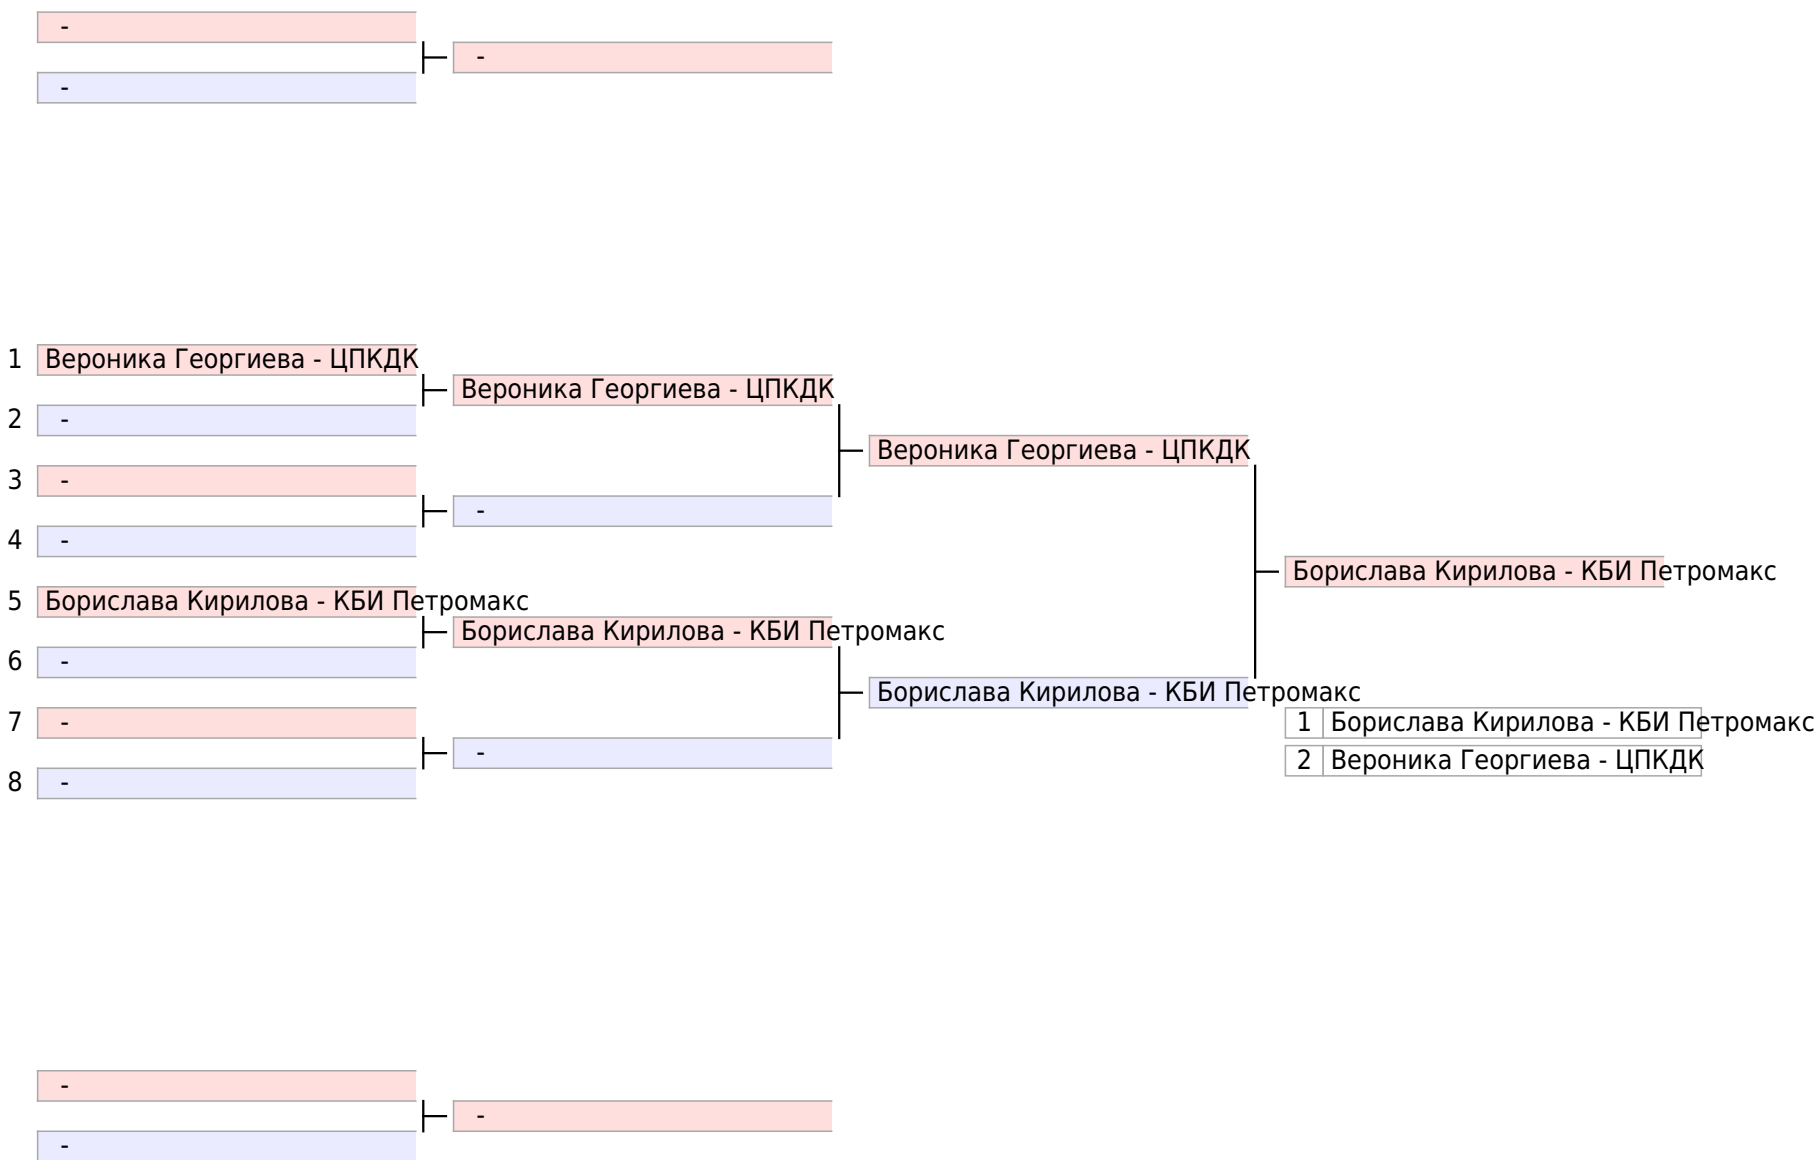 -
-
-
1 Вероника Георгиева - ЦПКДК
Вероника Георгиева - ЦПКДК
2 -
Вероника Георгиева - ЦПКДК
3 -
-
4 -
Борислава Кирилова - КБИ Петромакс
5 Борислава Кирилова - КБИ Петромакс
Борислава Кирилова - КБИ Петромакс
6 -
Борислава Кирилова - КБИ Петромакс
7 -
1 Борислава Кирилова - КБИ Петромакс
-
2 Вероника Георгиева - ЦПКДК
8 -
-
-
-